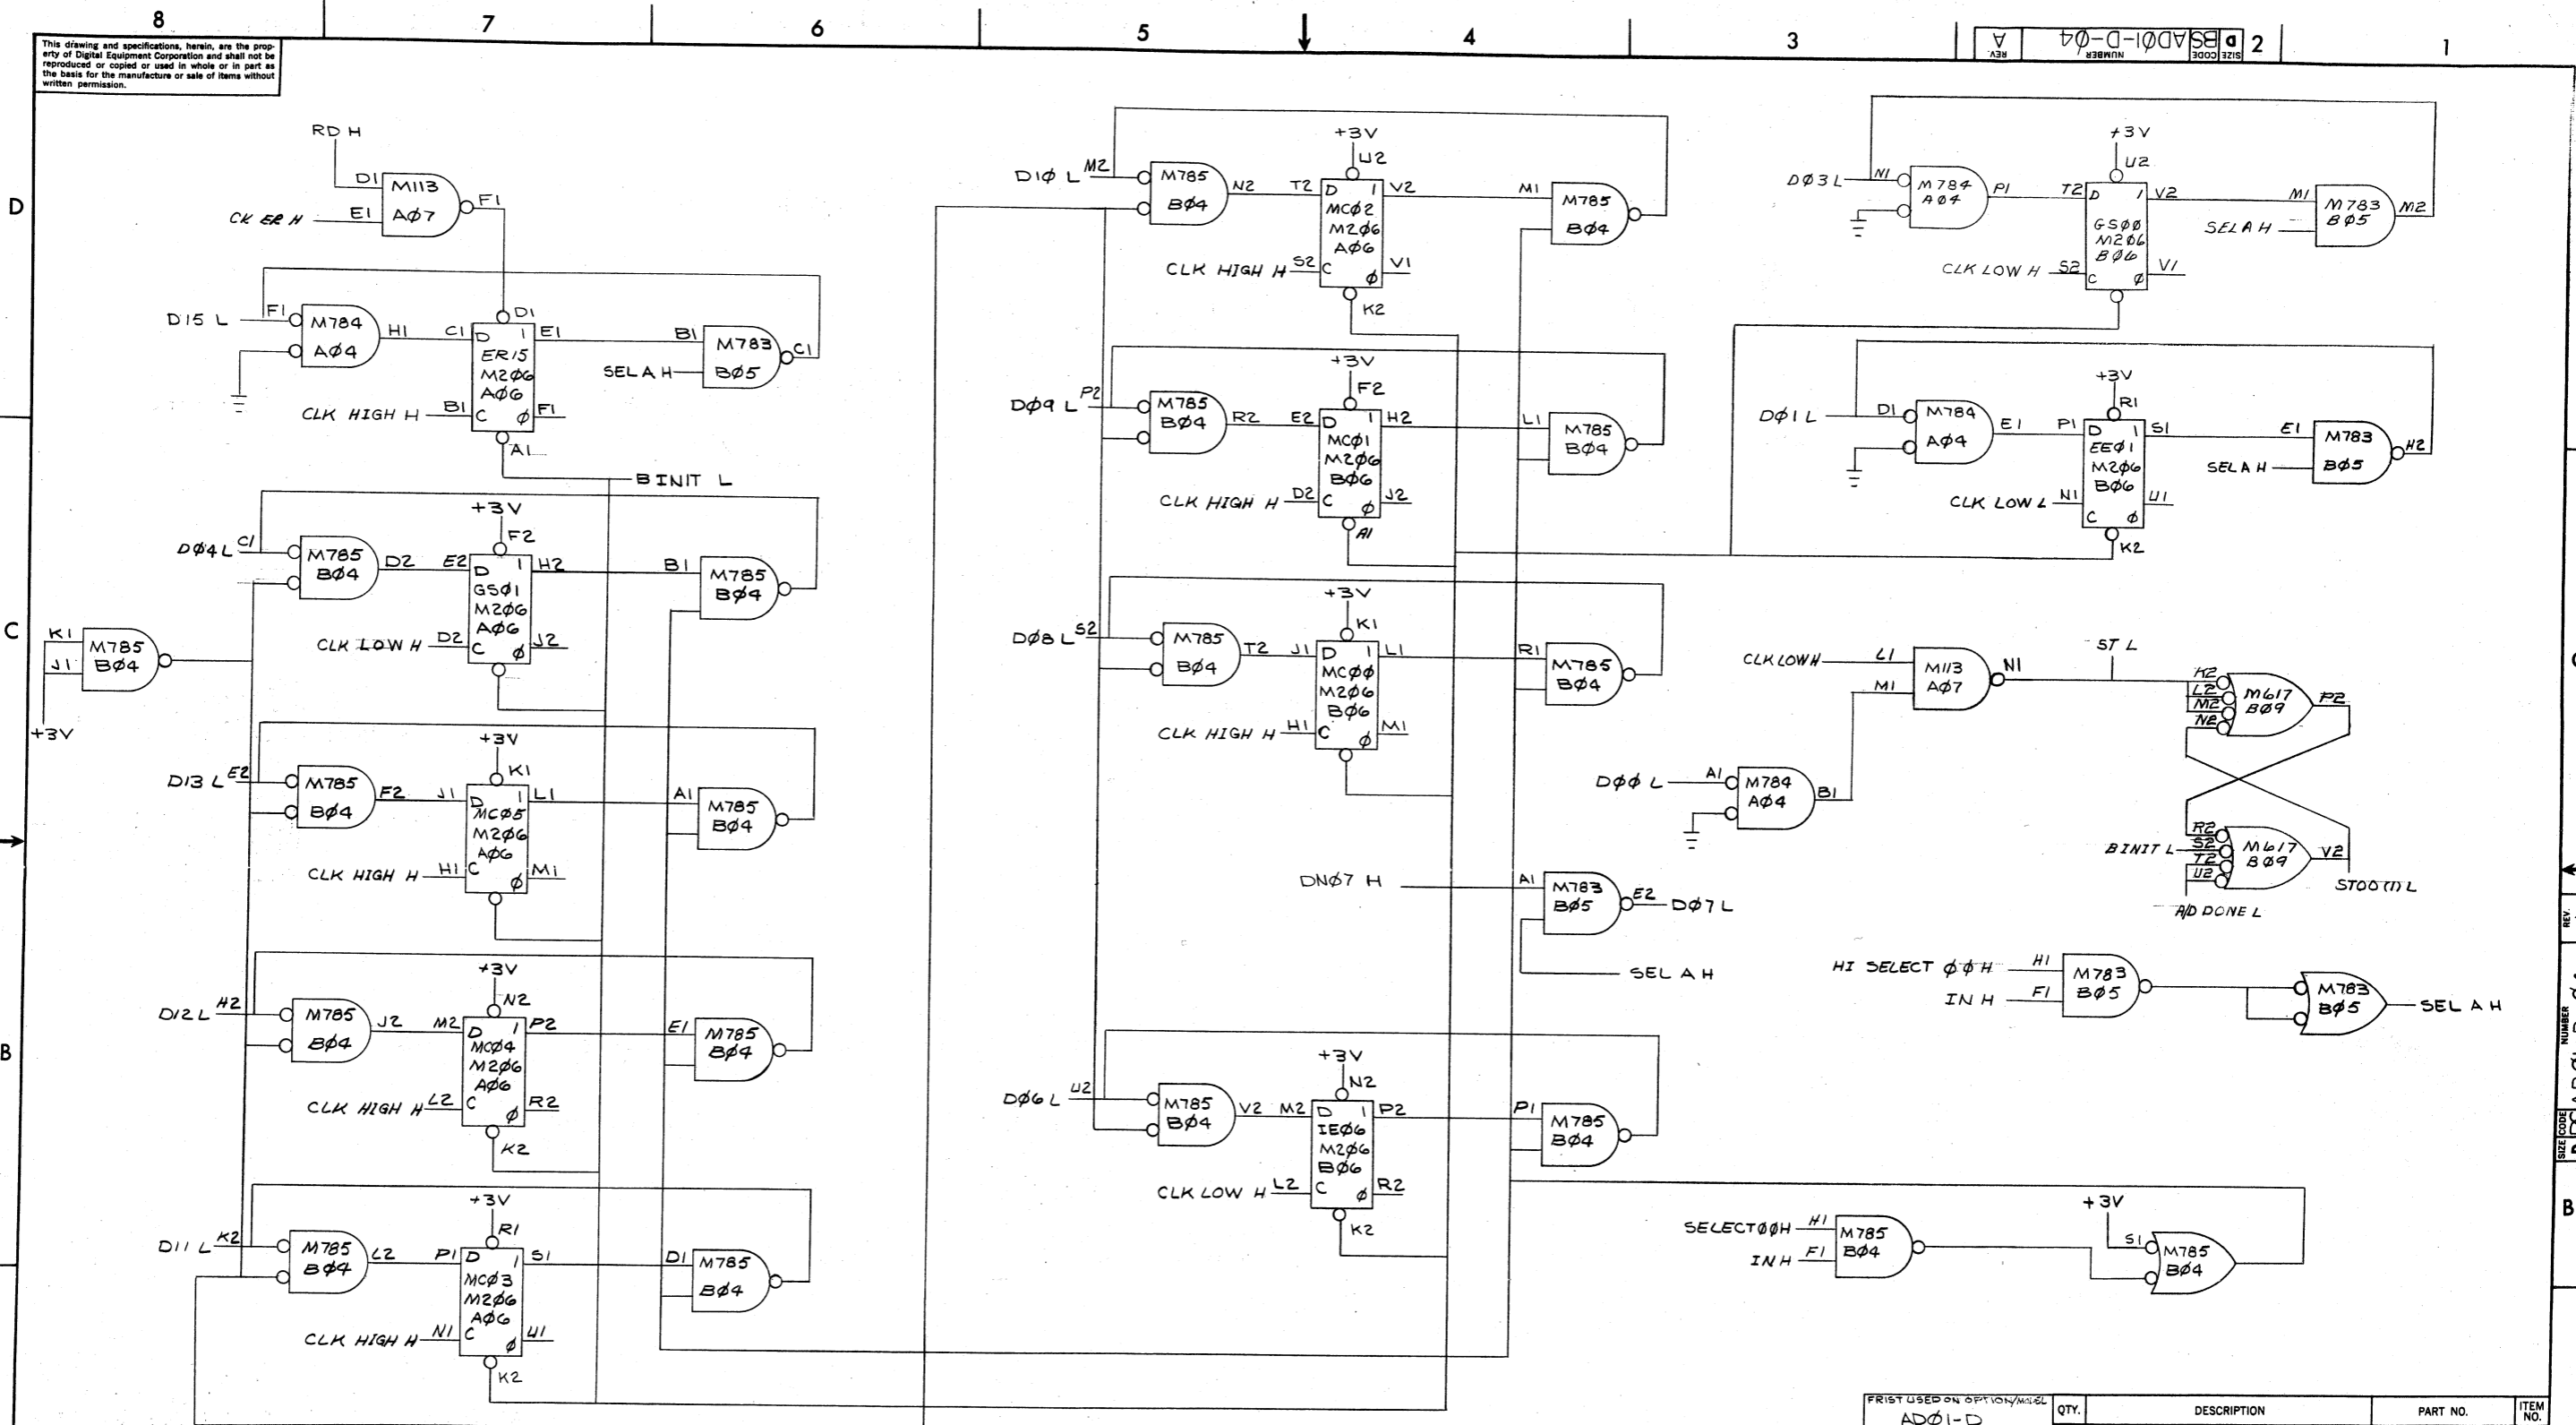 8 7 6 5 4 3 2 1
This drawing and specifications, herein, are the prop-
erty of Digital Equipment Corporation and shall not be
reproduced or copied or used in whole or in part as
the basis for the manufacture or sale of items without
written permission.
SIZE CODE NUMBER REV.
D BS AD01-D-04 A
D
RD H
D1 M113 F1
CK ER H E1 A07
D15 L F1 M784 H1 C1 D 1 E1 B1 M783 C1
A04 ER15 SEL A H B05
D1
M206
A06
CLK HIGH H B1 C 0 F1
A1
B INIT L
+3V
F2
D04 L C1 M785 D2 E2 D 1 H2 B1 M785
B04 GS01 B04
M206
A06
CLK LOW H D2 C 0 J2
C
K1 M785
J1 B04
+3V
+3V
K1
D13 L E2 M785 F2 J1 D 1 L1 A1 M785
B04 MC05 B04
M206
A06
CLK HIGH H H1 C 0 M1
+3V
N2
D12 L H2 M785 J2 M2 D 1 P2 E1 M785
B04 MC04 B04
M206
A06
CLK HIGH H L2 C 0 R2
K2
B
+3V
R1
D11 L K2 M785 L2 P1 D 1 S1 D1 M785
B04 MC03 B04
M206
A06
CLK HIGH H N1 C 0 U1
K2
+3V
U2
D10 L M2 M785 N2 T2 D 1 V2 M1 M785
B04 MC02 B04
M206
A06
CLK HIGH H S2 C 0 V1
K2
+3V
F2
D09 L P2 M785 R2 E2 D 1 H2 L1 M785
B04 MC01 B04
M206
B06
CLK HIGH H D2 C 0 J2
A1
+3V
K1
D08 L S2 M785 T2 J1 D 1 L1 R1 M785
B04 MC00 B04
M206
B06
CLK HIGH H H1 C 0 M1
DN07 H A1 M783 E2 D07 L
B05
SEL A H
+3V
N2
D06 L U2 M785 V2 M2 D 1 P2 P1 M785
B04 IE06 B04
M206
B06
CLK LOW H L2 C 0 R2
K2
+3V
U2
D03 L N1 M784 P1 T2 D 1 V2 M1 M783 M2
A04 GS00 SEL A H B05
M206
B06
CLK LOW H S2 C 0 V1
+3V
R1
D01 L D1 M784 E1 P1 D 1 S1 E1 M783 H2
A04 EE01 SEL A H B05
M206
B06
CLK LOW L N1 C 0 U1
K2
CLK LOW H L1 M113 N1 ST L
M1 A07
K2 L2 M2 N2 M617 P2
B09
D00 L A1 M784 B1
A04
BINIT L R2 S2 T2 U2 M617 V2
B09
ST00(1) L
A/D DONE L
HI SELECT 00 H H1 M783 M783 SEL A H
IN H F1 B05 B05
+3V
SELECT 00 H H1 M785 S1 M785
IN H F1 B04 B04
B
REV.
NUMBER
SIZE CODE
FRIST USED ON OPTION/MODEL
AD01-D
QTY. DESCRIPTION PART NO. ITEM
NO.